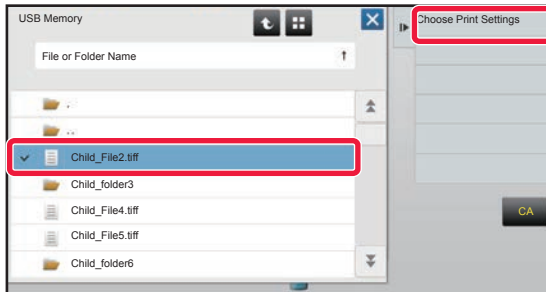 USB Memory
Choose Print Settings
File or Folder Name
.
..
Child_File2.tiff
Child_folder3
Child_File4.tiff
Child_File5.tiff
Child_folder6
CA